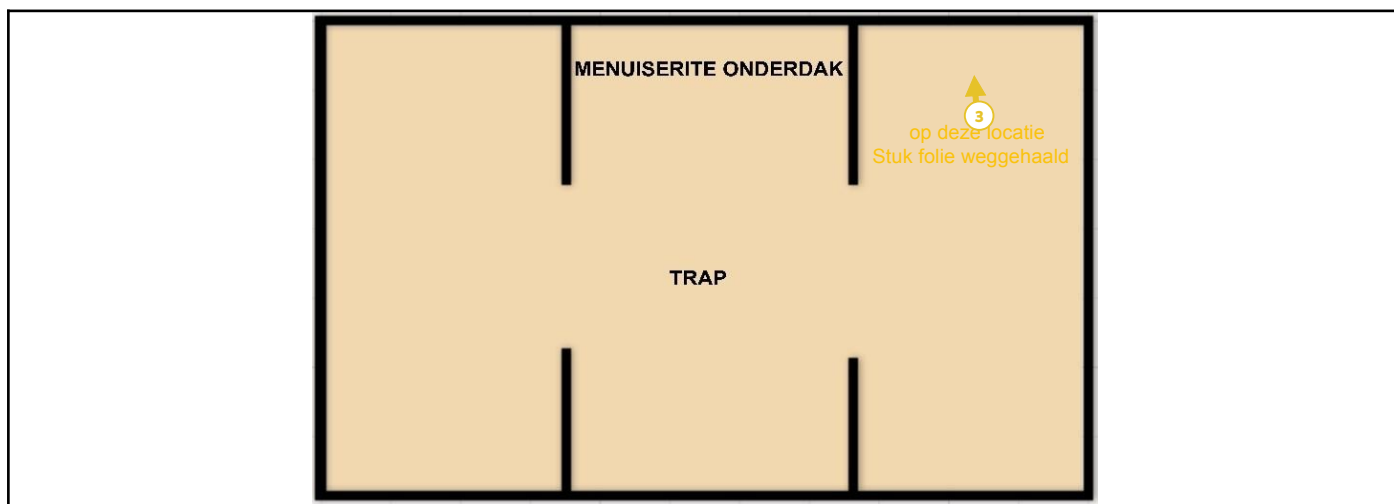 MENUISERITE ONDERDAK
3
op deze locatie
Stuk folie weggehaald
TRAP